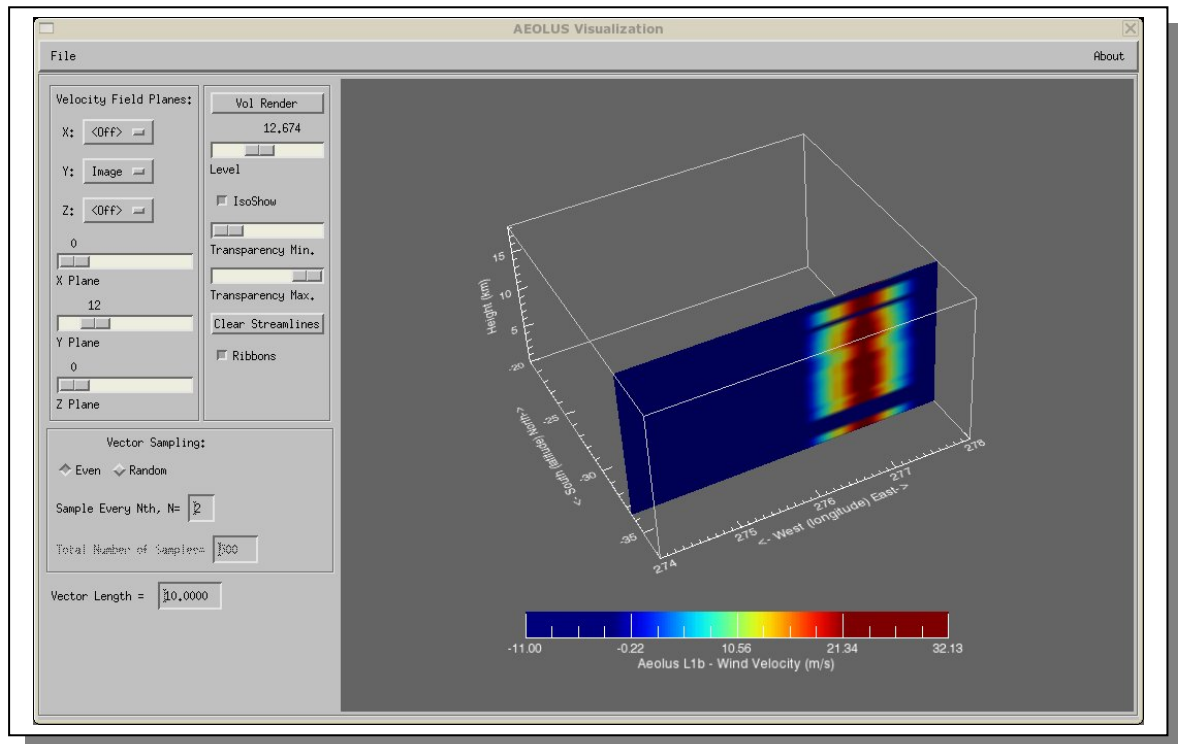 AEOLUS Visualization
File
About
Velocity Field Planes:
X: <Off>
Y: Image
Z: <Off>
0
X Plane
12
Y Plane
0
Z Plane
Vol Render
12.674
Level
IsoShow
Transparency Min.
Transparency Max.
Clear Streamlines
Ribbons
Vector Sampling:
Even
Random
Sample Every Nth, N= 2
Total Number of Samples= 500
Vector Length = 10.0000
15
10
5
Height (km)
-20
-25
-30
-35
<- South (latitude) North->
274
275
276
277
278
<- West (longitude) East->
-11.00
-0.22
10.56
21.34
32.13
Aeolus L1b - Wind Velocity (m/s)